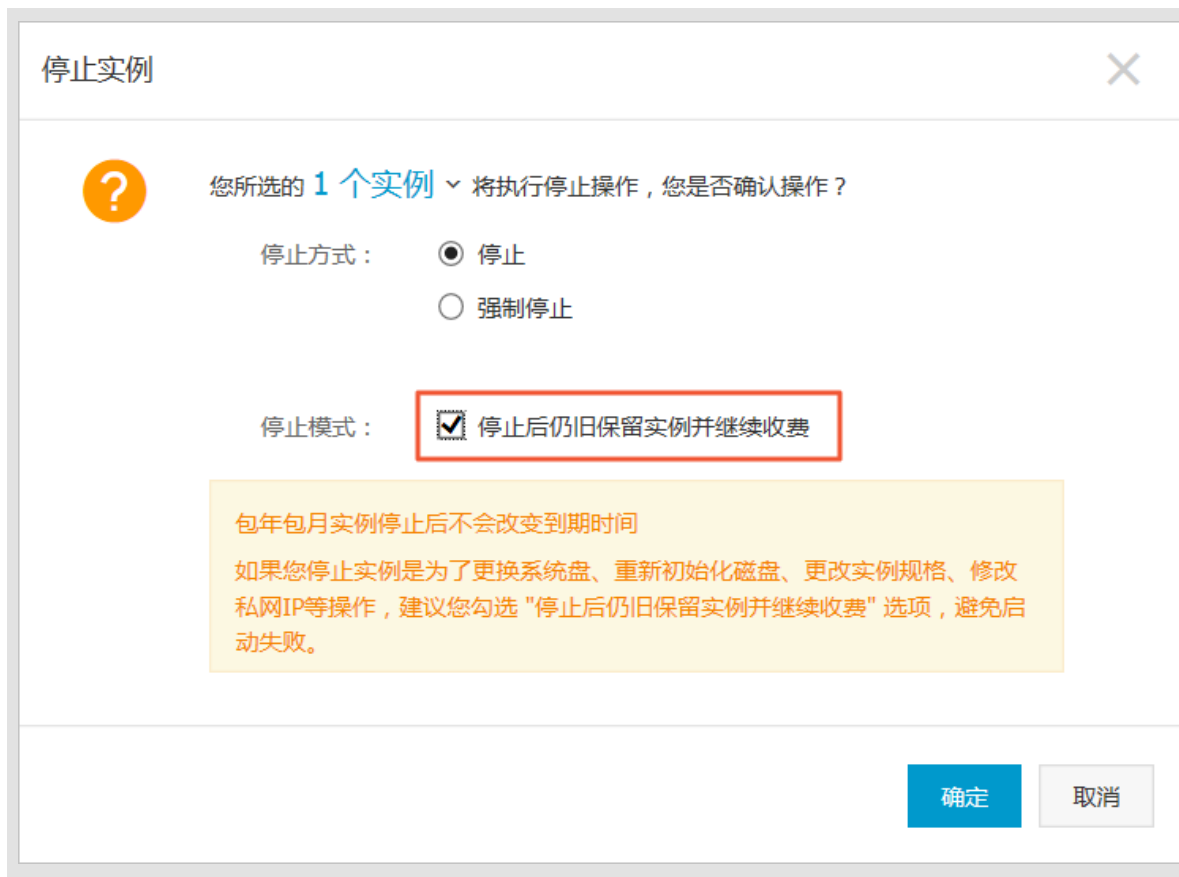 停止实例
您所选的 1 个实例 将执行停止操作，您是否确认操作？
停止方式： 停止
强制停止
停止模式： 停止后仍旧保留实例并继续收费
包年包月实例停止后不会改变到期时间
如果您停止实例是为了更换系统盘、重新初始化磁盘、更改实例规格、修改
私网IP等操作，建议您勾选 "停止后仍旧保留实例并继续收费" 选项，避免启
动失败。
确定 取消